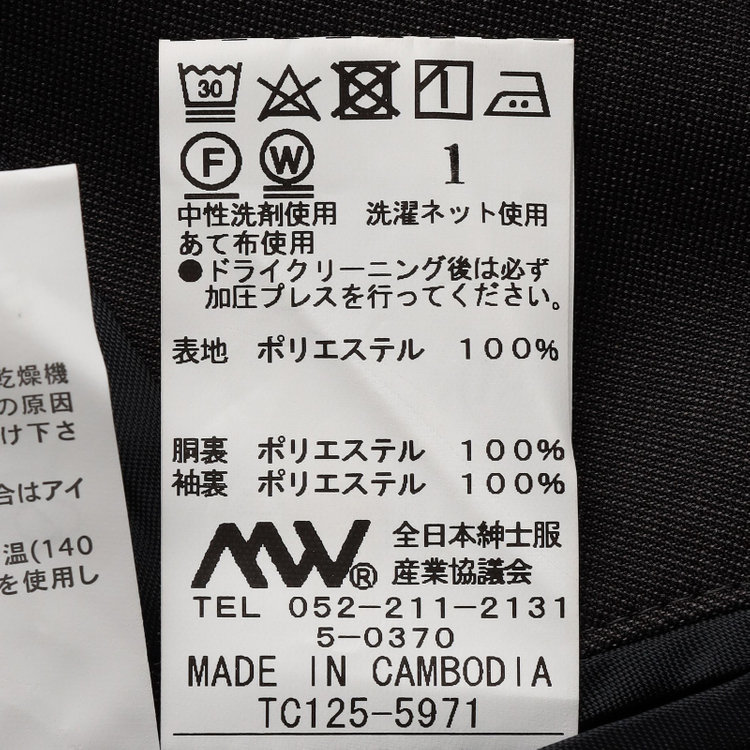 30
F W 1
中性洗剤使用 洗濯ネット使用
あて布使用
●ドライクリーニング後は必ず
加圧プレスを行ってください。
表地 ポリエステル 100%
胴裏 ポリエステル 100%
袖裏 ポリエステル 100%
MW® 全日本紳士服
産業協議会
TEL 052-211-2131
5-0370
MADE IN CAMBODIA
TC125-5971
乾燥機
の原因
け下さ
合はアイ
温(140
を使用し